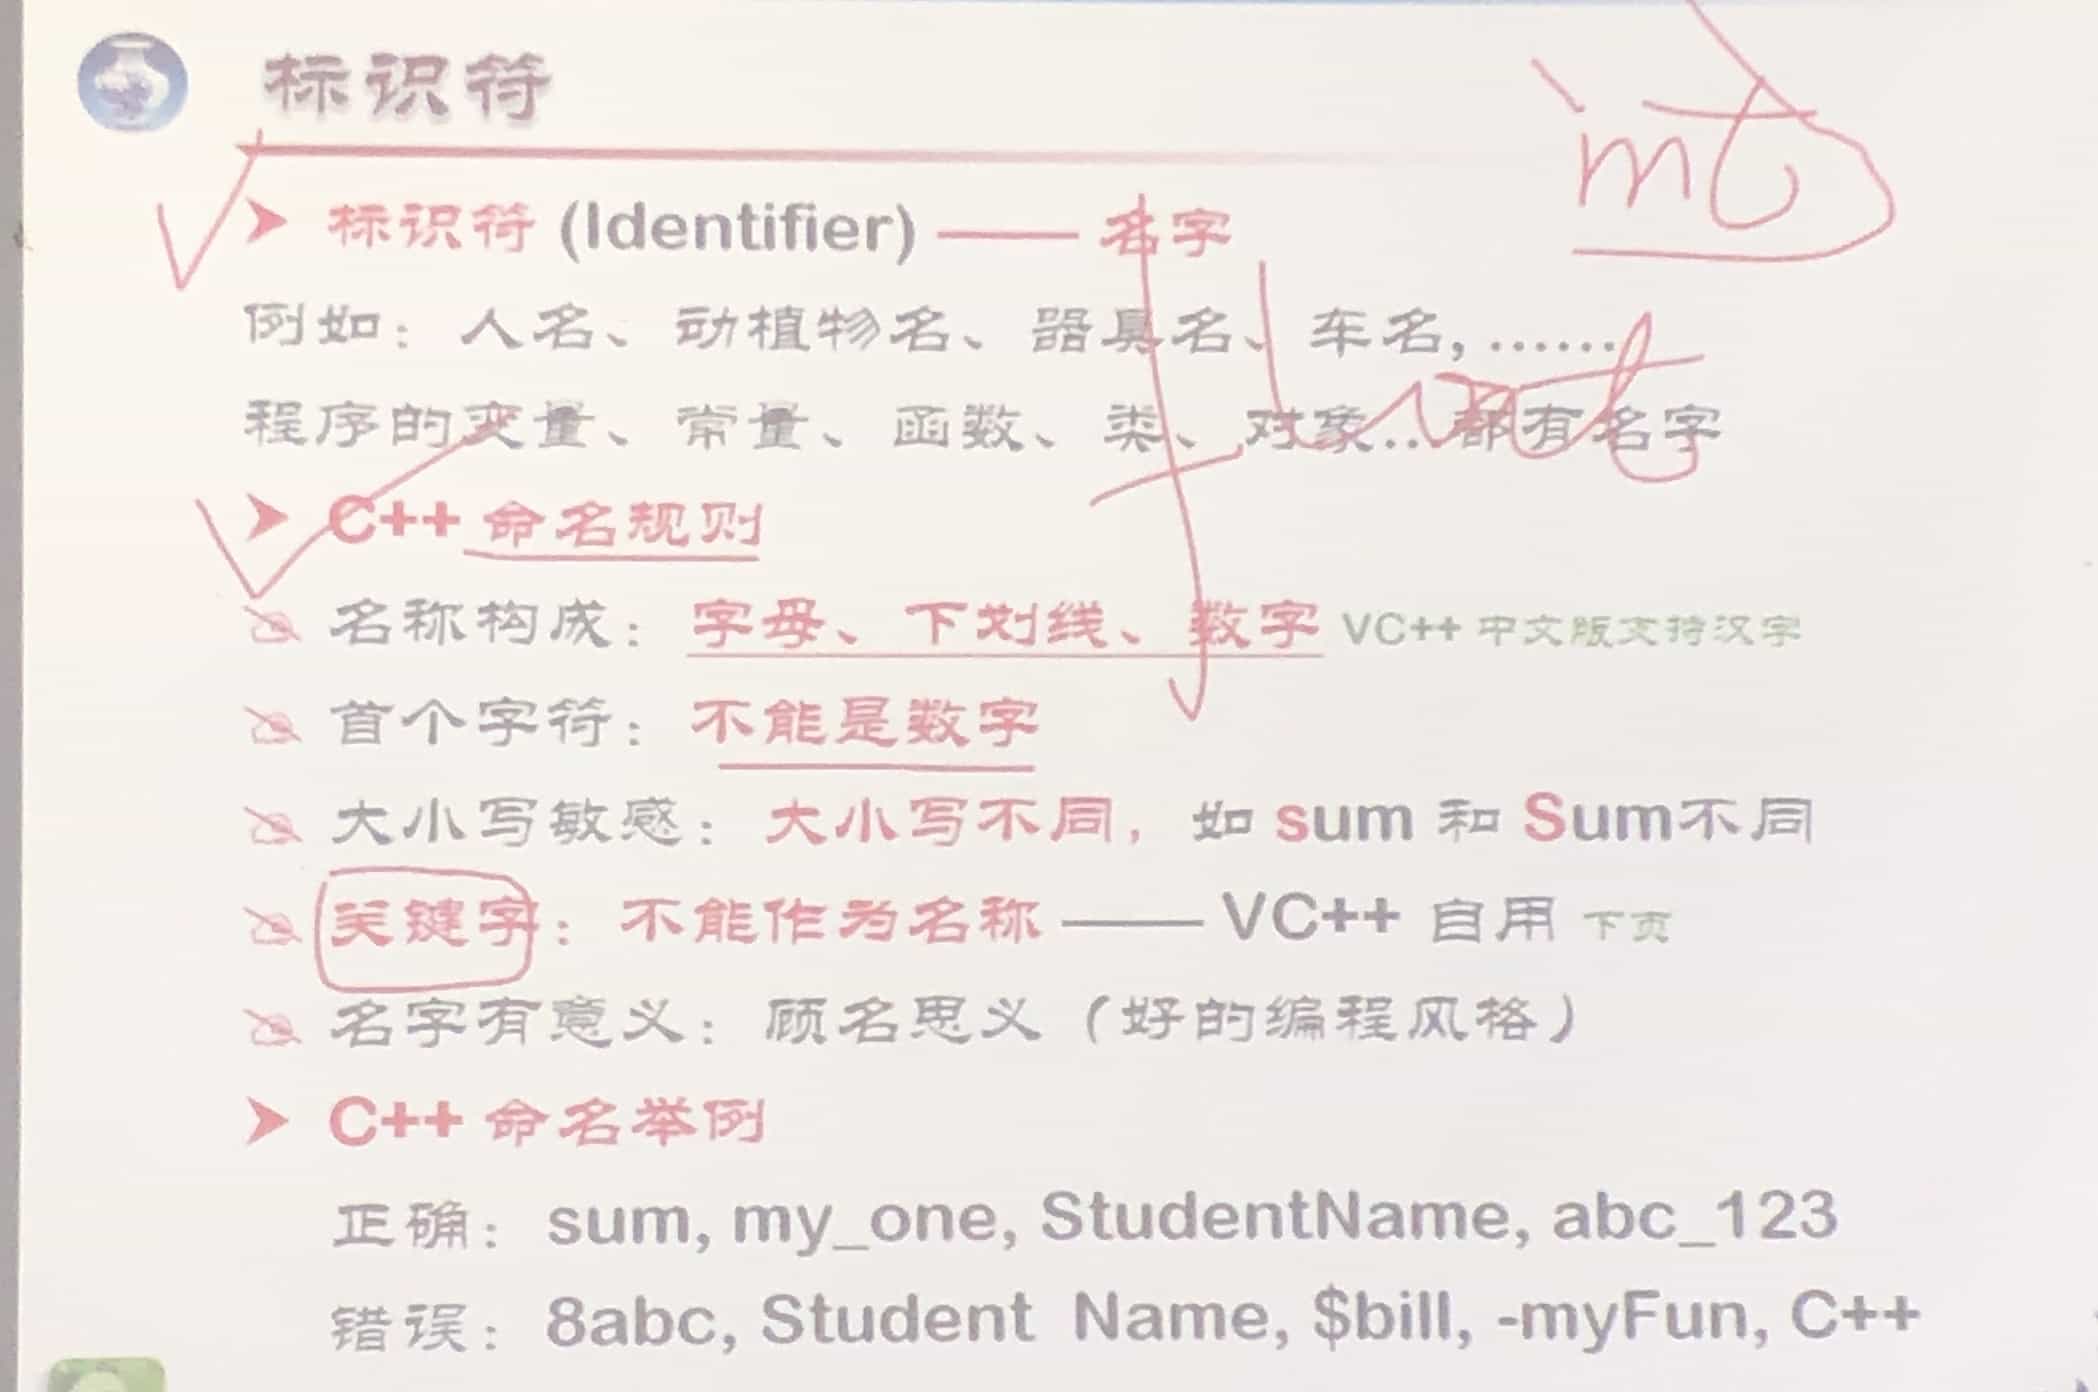 标识符
int
标识符 (Identifier) —— 名字
例如：人名、动植物名、器具名、车名, ……
程序的变量、常量、函数、类、对象… 都有名字
C++ 命名规则
名称构成：字母、下划线、数字 VC++ 中文版支持汉字
首个字符：不能是数字
大小写敏感：大小写不同，如 sum 和 Sum不同
关键字：不能作为名称 —— VC++ 自用 下页
名字有意义：顾名思义（好的编程风格）
C++ 命名举例
正确：sum, my_one, StudentName, abc_123
错误：8abc, Student Name, $bill, -myFun, C++